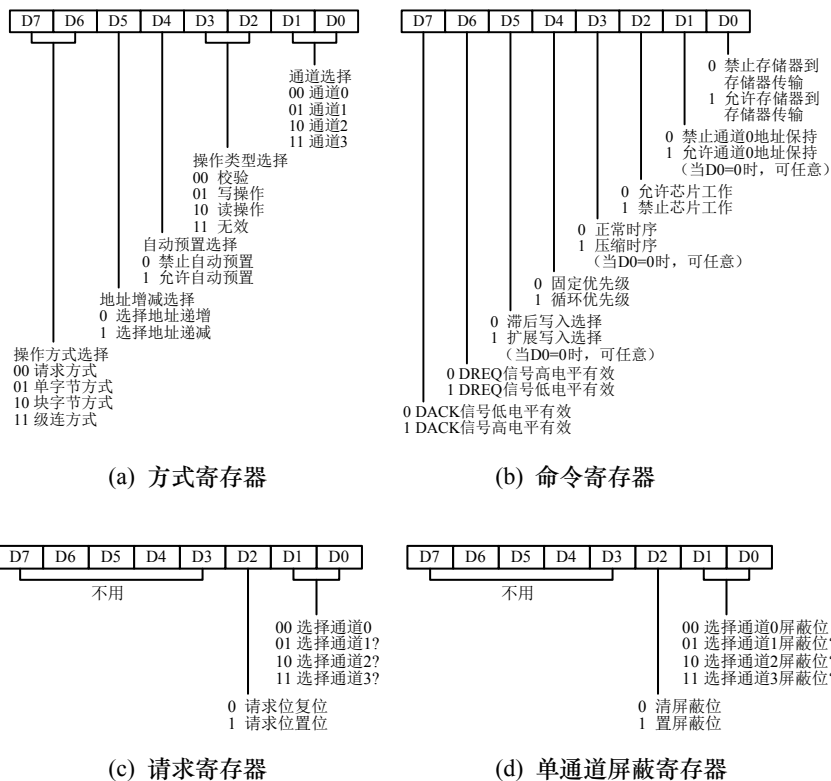 D7 D6 D5 D4 D3 D2 D1 D0
通道选择
00 通道0
01 通道1
10 通道2
11 通道3
操作类型选择
00 校验
01 写操作
10 读操作
11 无效
自动预置选择
0 禁止自动预置
1 允许自动预置
地址增减选择
0 选择地址递增
1 选择地址递减
操作方式选择
00 请求方式
01 单字节方式
10 块字节方式
11 级连方式
(a) 方式寄存器
D7 D6 D5 D4 D3 D2 D1 D0
0 禁止存储器到
存储器传输
1 允许存储器到
存储器传输
0 禁止通道0地址保持
1 允许通道0地址保持
(当D0=0时，可任意)
0 允许芯片工作
1 禁止芯片工作
0 正常时序
1 压缩时序
(当D0=0时，可任意)
0 固定优先级
1 循环优先级
0 滞后写入选择
1 扩展写入选择
(当D0=0时，可任意)
0 DREQ信号高电平有效
1 DREQ信号低电平有效
0 DACK信号低电平有效
1 DACK信号高电平有效
(b) 命令寄存器
D7 D6 D5 D4 D3 D2 D1 D0
不用
00 选择通道0
01 选择通道1?
10 选择通道2?
11 选择通道3?
0 请求位复位
1 请求位置位
(c) 请求寄存器
D7 D6 D5 D4 D3 D2 D1 D0
不用
00 选择通道0屏蔽位
01 选择通道1屏蔽位?
10 选择通道2屏蔽位?
11 选择通道3屏蔽位?
0 清屏蔽位
1 置屏蔽位
(d) 单通道屏蔽寄存器